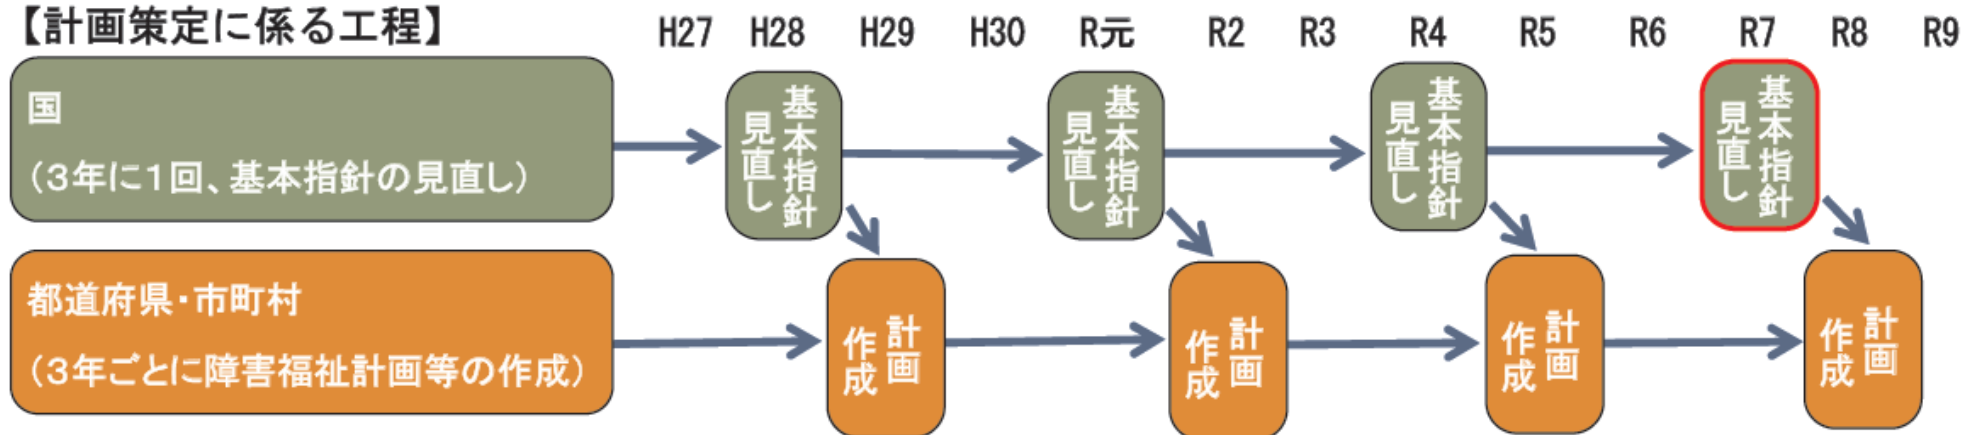 【計画策定に係る工程】
H27 H28 H29 H30 R元 R2 R3 R4 R5 R6 R7 R8 R9
国
（３年に１回、基本指針の見直し）
基本指針
見直し
基本指針
見直し
基本指針
見直し
基本指針
見直し
都道府県・市町村
（３年ごとに障害福祉計画等の作成）
計画
作成
計画
作成
計画
作成
計画
作成